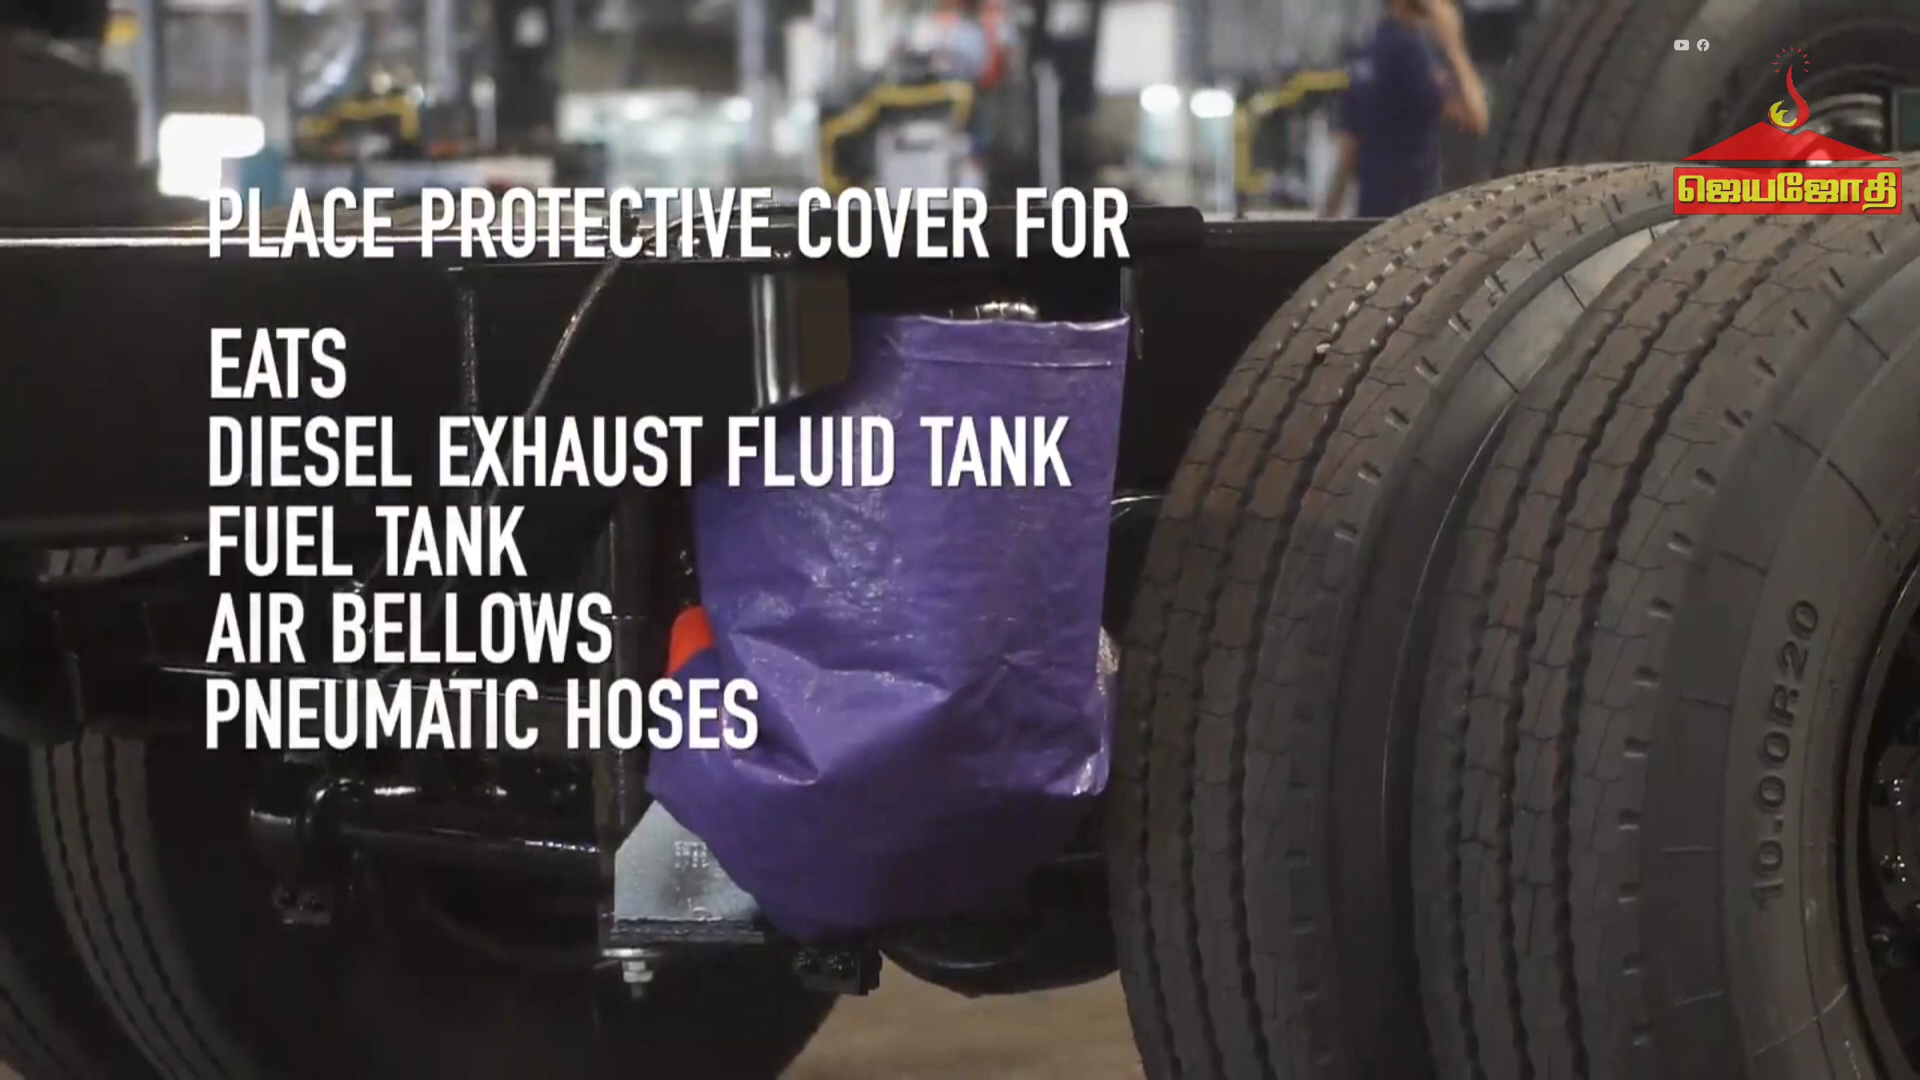 ஜெயஜோதி
PLACE PROTECTIVE COVER FOR
EATS
DIESEL EXHAUST FLUID TANK
FUEL TANK
AIR BELLOWS
PNEUMATIC HOSES
10.00R20